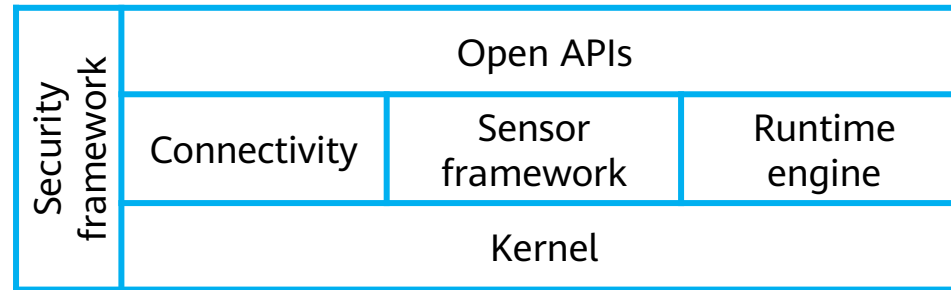 Security
framework
Open APIs
Connectivity
Sensor
framework
Runtime
engine
Kernel